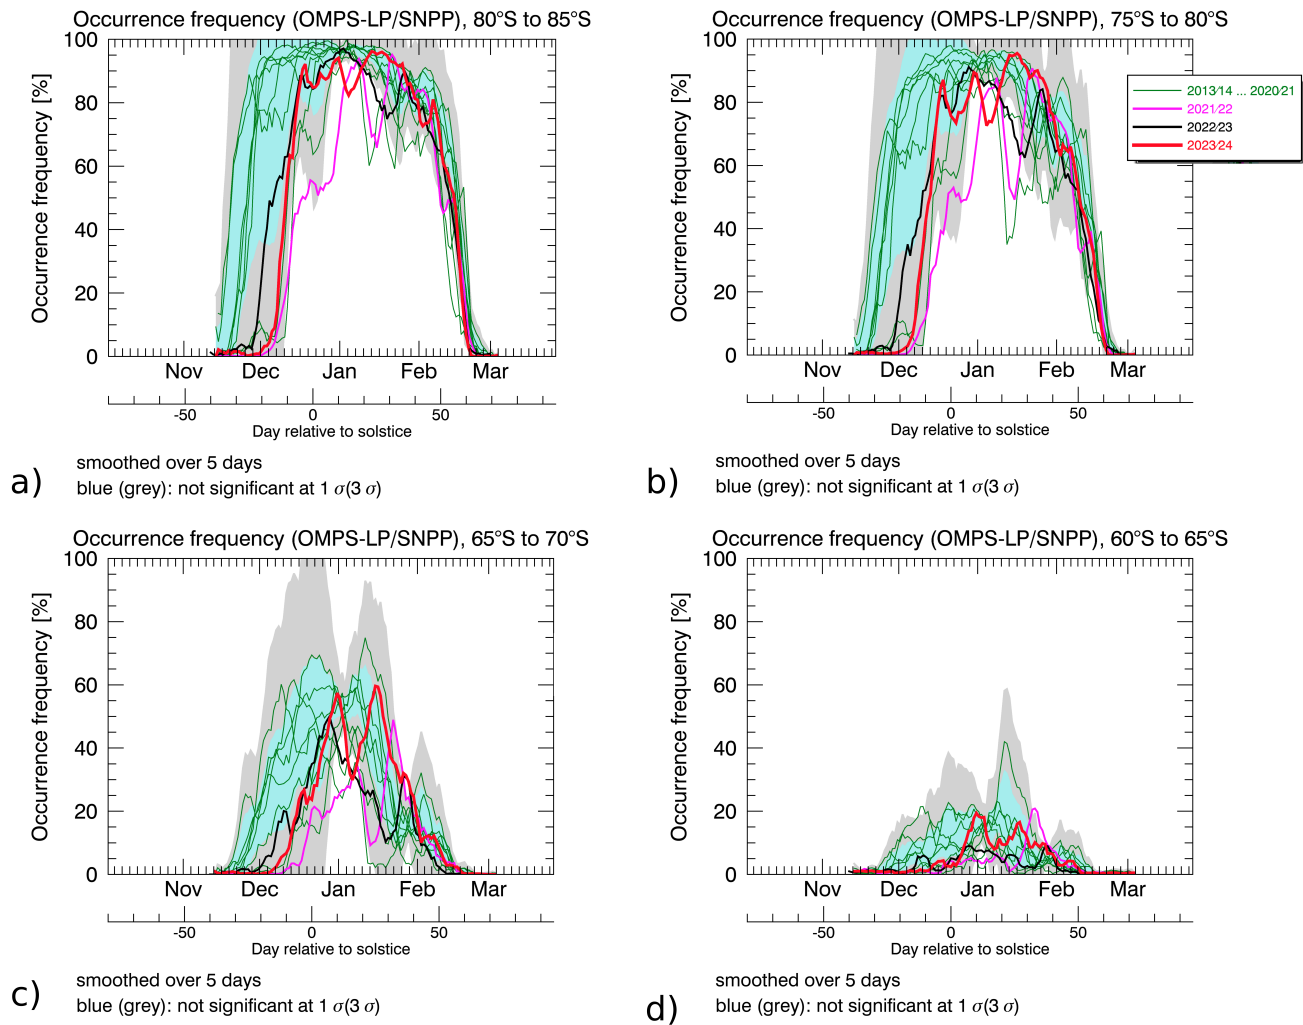 Occurrence frequency (OMPS-LP/SNPP), 80°S to 85°S
Occurrence frequency [%]
100
80
60
40
20
0
Nov Dec Jan Feb Mar
-50 0 50
Day relative to solstice
smoothed over 5 days
blue (grey): not significant at 1 σ(3 σ)
a)
Occurrence frequency (OMPS-LP/SNPP), 75°S to 80°S
Occurrence frequency [%]
100
80
60
40
20
0
2013/14 ... 2020/21
2021/22
2022/23
2023/24
Nov Dec Jan Feb Mar
-50 0 50
Day relative to solstice
smoothed over 5 days
blue (grey): not significant at 1 σ(3 σ)
b)
Occurrence frequency (OMPS-LP/SNPP), 65°S to 70°S
Occurrence frequency [%]
100
80
60
40
20
0
Nov Dec Jan Feb Mar
-50 0 50
Day relative to solstice
smoothed over 5 days
blue (grey): not significant at 1 σ(3 σ)
c)
Occurrence frequency (OMPS-LP/SNPP), 60°S to 65°S
Occurrence frequency [%]
100
80
60
40
20
0
Nov Dec Jan Feb Mar
-50 0 50
Day relative to solstice
smoothed over 5 days
blue (grey): not significant at 1 σ(3 σ)
d)